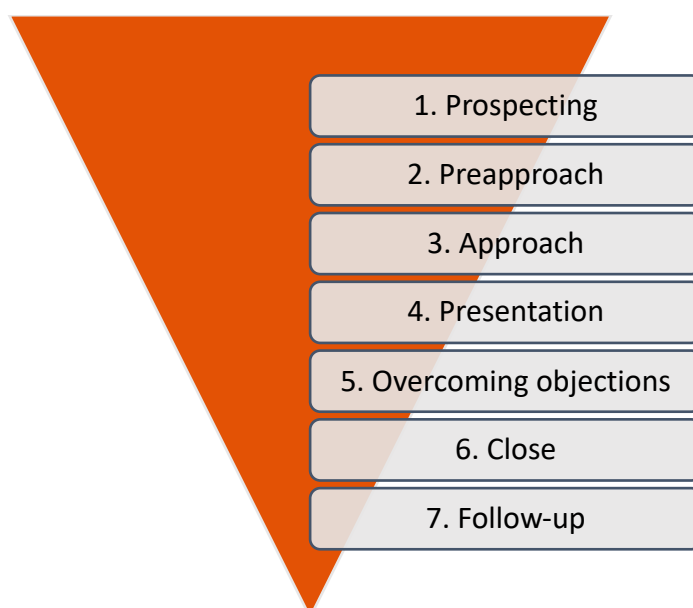 1. Prospecting
2. Preapproach
3. Approach
4. Presentation
5. Overcoming objections
6. Close
7. Follow-up